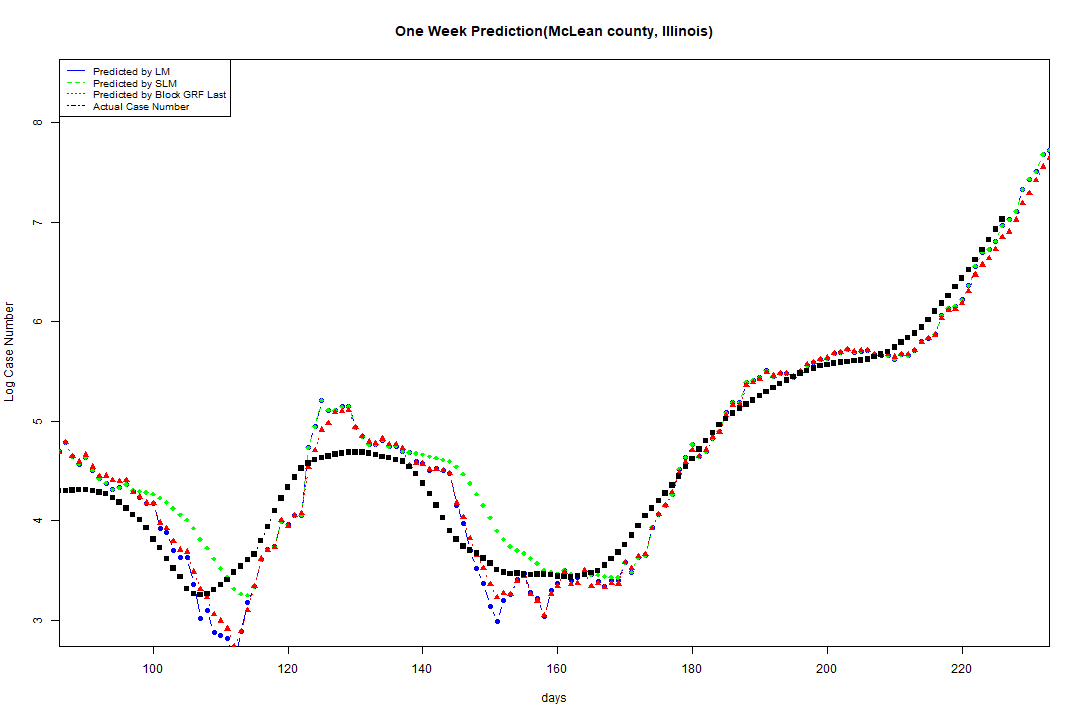 One Week Prediction(McLean county, Illinois)
Predicted by LM
Predicted by SLM
Predicted by Block GRF Last
Actual Case Number
8
7
6
5
4
3
Log Case Number
100 120 140 160 180 200 220
days